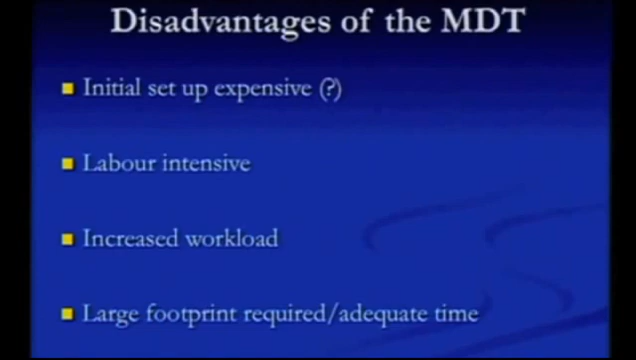 Disadvantages of the MDT
Initial set up expensive (?)
Labour intensive
Increased workload
Large footprint required/adequate time